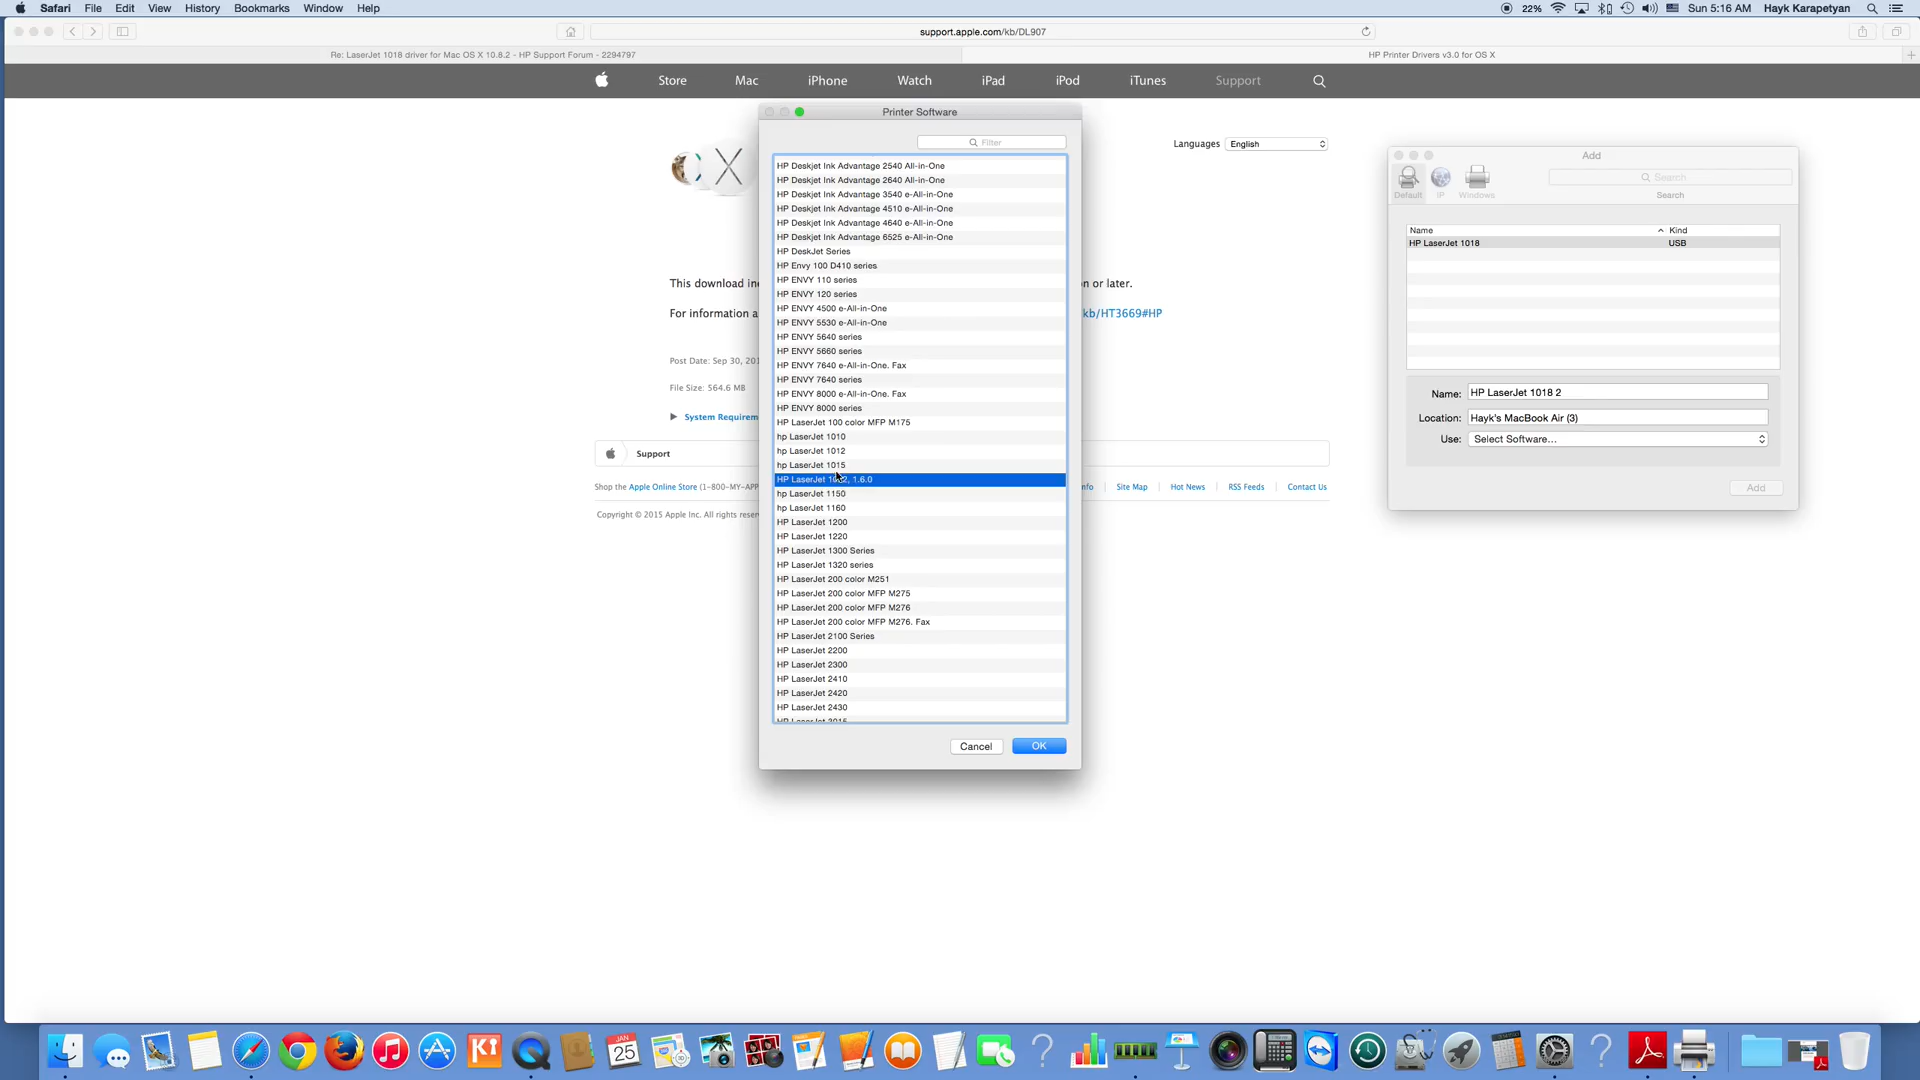 Safari File Edit View History Bookmarks Window Help
22% Sun 5:16 AM Hayk Karapetyan
support.apple.com/kb/DL907
Re: LaserJet 1018 driver for Mac OS X 10.8.2 - HP Support Forum - 2294797
HP Printer Drivers v3.0 for OS X
Store Mac iPhone Watch iPad iPod iTunes Support
Printer Software
Filter
Languages English
HP Deskjet Ink Advantage 2540 All-in-One
HP Deskjet Ink Advantage 2640 All-in-One
HP Deskjet Ink Advantage 3540 e-All-in-One
HP Deskjet Ink Advantage 4510 e-All-in-One
HP Deskjet Ink Advantage 4640 e-All-in-One
HP Deskjet Ink Advantage 6525 e-All-in-One
HP DeskJet Series
HP Envy 100 D410 series
HP ENVY 110 series
HP ENVY 120 series
HP ENVY 4500 e-All-in-One
HP ENVY 5530 e-All-in-One
HP ENVY 5640 series
HP ENVY 5660 series
HP ENVY 7640 e-All-in-One. Fax
HP ENVY 7640 series
HP ENVY 8000 e-All-in-One. Fax
HP ENVY 8000 series
HP LaserJet 100 color MFP M175
hp LaserJet 1010
hp LaserJet 1012
hp LaserJet 1015
HP LaserJet 1.6.0
hp LaserJet 1150
hp LaserJet 1160
HP LaserJet 1200
HP LaserJet 1220
HP LaserJet 1300 Series
HP LaserJet 1320 series
HP LaserJet 200 color M251
HP LaserJet 200 color MFP M275
HP LaserJet 200 color MFP M276
HP LaserJet 200 color MFP M276. Fax
HP LaserJet 2100 Series
HP LaserJet 2200
HP LaserJet 2300
HP LaserJet 2410
HP LaserJet 2420
HP LaserJet 2430
HP LaserJet
Cancel OK
This download n or later.
For information kb/HT3669#HP
Post Date: Sep 30,
File Size: 564.6 MB
System
Support
Shop the Apple Online Store Site Map Hot News RSS Feeds Contact Us
Copyright © 2015 Apple Inc. All rights
Add
Default IP Windows
Search
Search
Name Kind
HP LaserJet 1018 USB
Name: HP LaserJet 1018 2
Location: Hayk's MacBook Air (3)
Use: Select Software...
Add
JAN
25